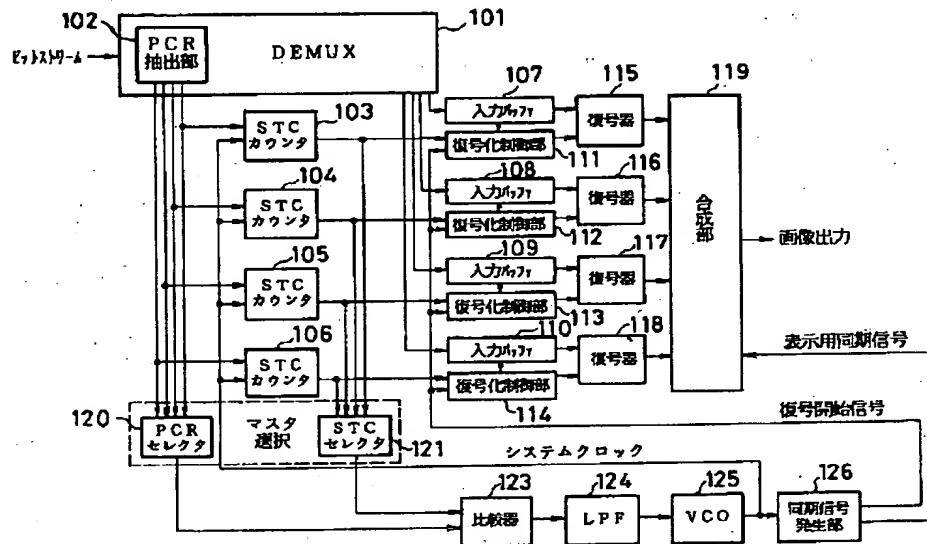 102
101
PCR
抽出部
DEMUX
ビットストリーム
103
STC
カウンタ
104
STC
カウンタ
105
STC
カウンタ
106
STC
カウンタ
107
入力バッファ
復号化制御部
111
108
入力バッファ
復号化制御部
112
109
入力バッファ
復号化制御部
113
110
入力バッファ
復号化制御部
114
115
復号器
116
復号器
117
復号器
118
復号器
119
合成部
画像出力
表示用同期信号
復号開始信号
120
PCR
セレクタ
マスタ
選択
STC
セレクタ
121
システムクロック
123
比較器
124
LPF
125
VCO
126
同期信号
発生部